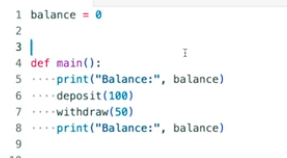 1 balance = 0
2
3
4 def main():
5 ····print("Balance:", balance)
6 ····deposit(100)
7 ····withdraw(50)
8 ····print("Balance:", balance)
9